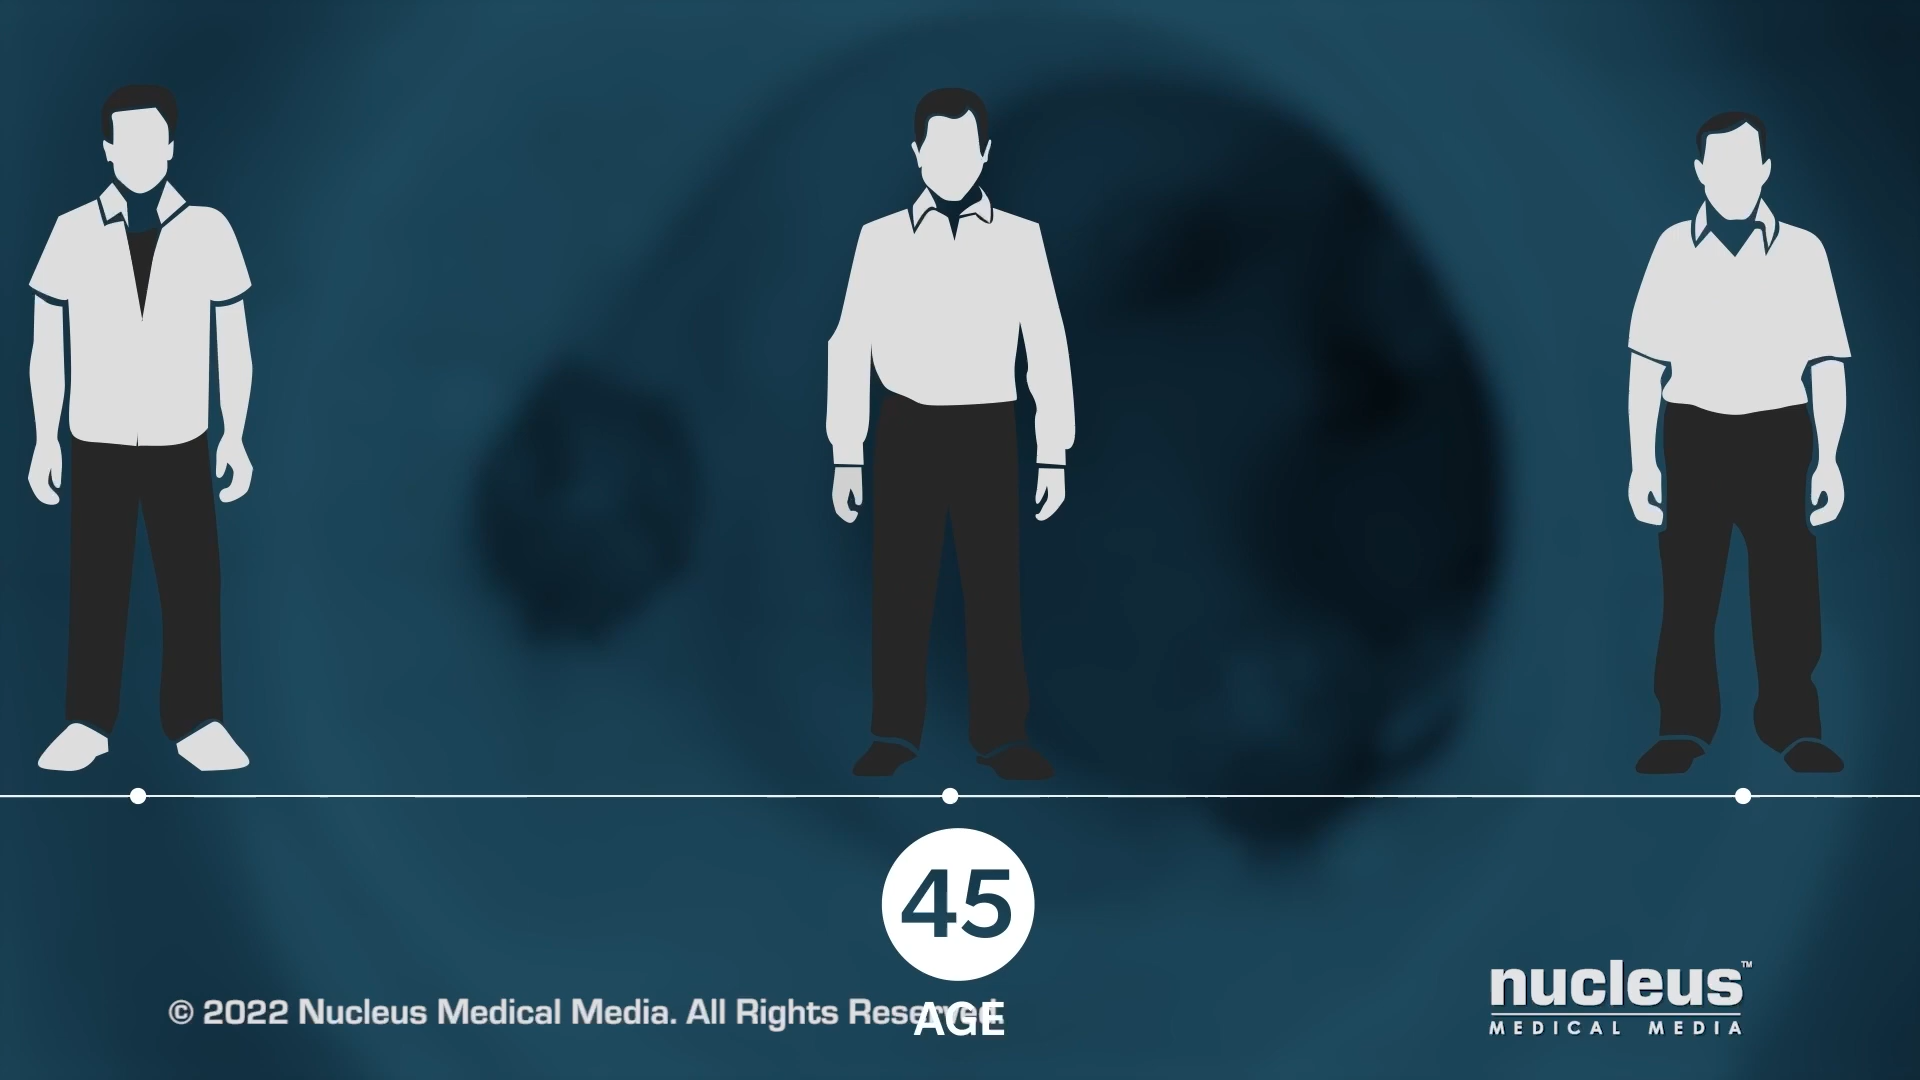 45
AGE
© 2022 Nucleus Medical Media. All Rights Reserved.
nucleus™
MEDICAL MEDIA